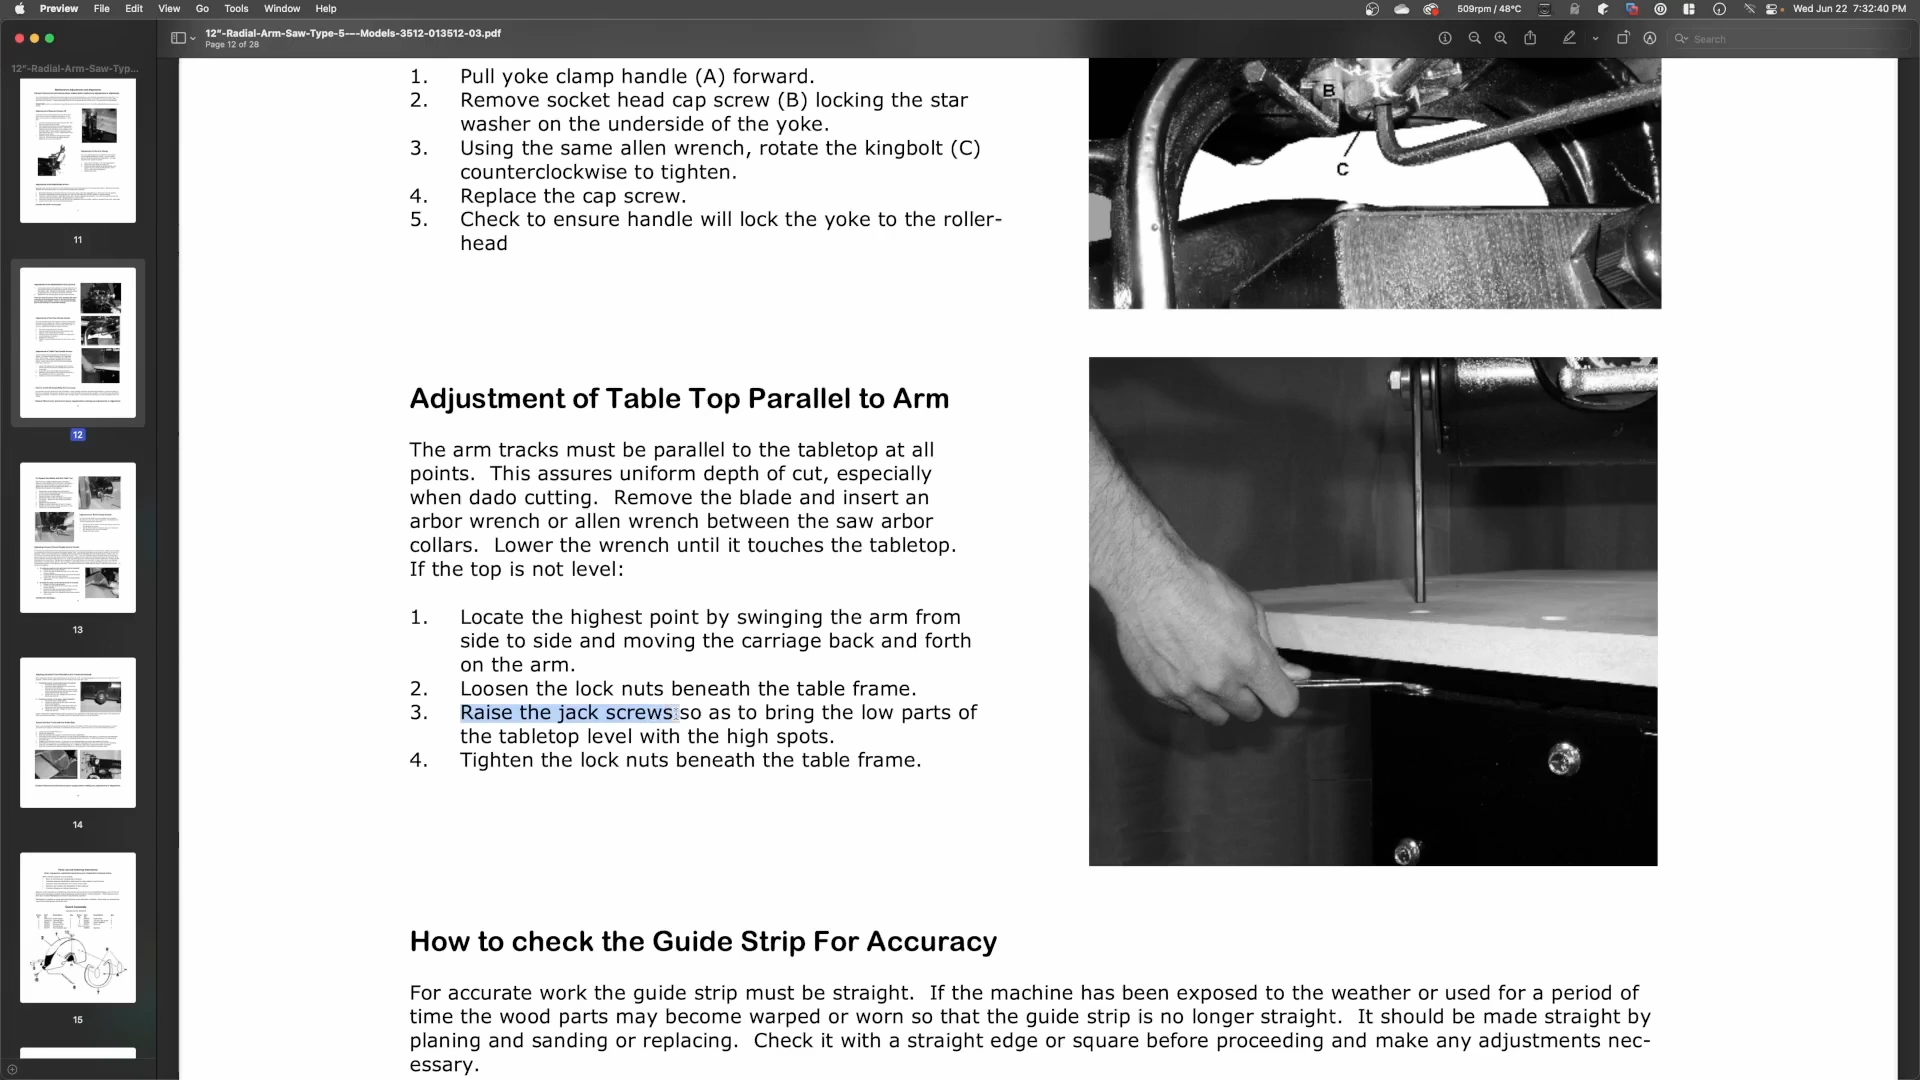 Preview File Edit View Go Tools Window Help
509rpm / 48°C Wed Jun 22 7:32:40 PM
12"-Radial-Arm-Saw-Type-5---Models-3512-013512-03.pdf
Page 12 of 28
Search
12"-Radial-Arm-Saw-Typ...
11
12
13
14
15
1. Pull yoke clamp handle (A) forward.
2. Remove socket head cap screw (B) locking the star
washer on the underside of the yoke.
3. Using the same allen wrench, rotate the kingbolt (C)
counterclockwise to tighten.
4. Replace the cap screw.
5. Check to ensure handle will lock the yoke to the roller-
head
B
C
Adjustment of Table Top Parallel to Arm
The arm tracks must be parallel to the tabletop at all
points. This assures uniform depth of cut, especially
when dado cutting. Remove the blade and insert an
arbor wrench or allen wrench between the saw arbor
collars. Lower the wrench until it touches the tabletop.
If the top is not level:
1. Locate the highest point by swinging the arm from
side to side and moving the carriage back and forth
on the arm.
2. Loosen the lock nuts beneath the table frame.
3. Raise the jack screws so as to bring the low parts of
the tabletop level with the high spots.
4. Tighten the lock nuts beneath the table frame.
How to check the Guide Strip For Accuracy
For accurate work the guide strip must be straight. If the machine has been exposed to the weather or used for a period of
time the wood parts may become warped or worn so that the guide strip is no longer straight. It should be made straight by
planing and sanding or replacing. Check it with a straight edge or square before proceeding and make any adjustments nec-
essary.